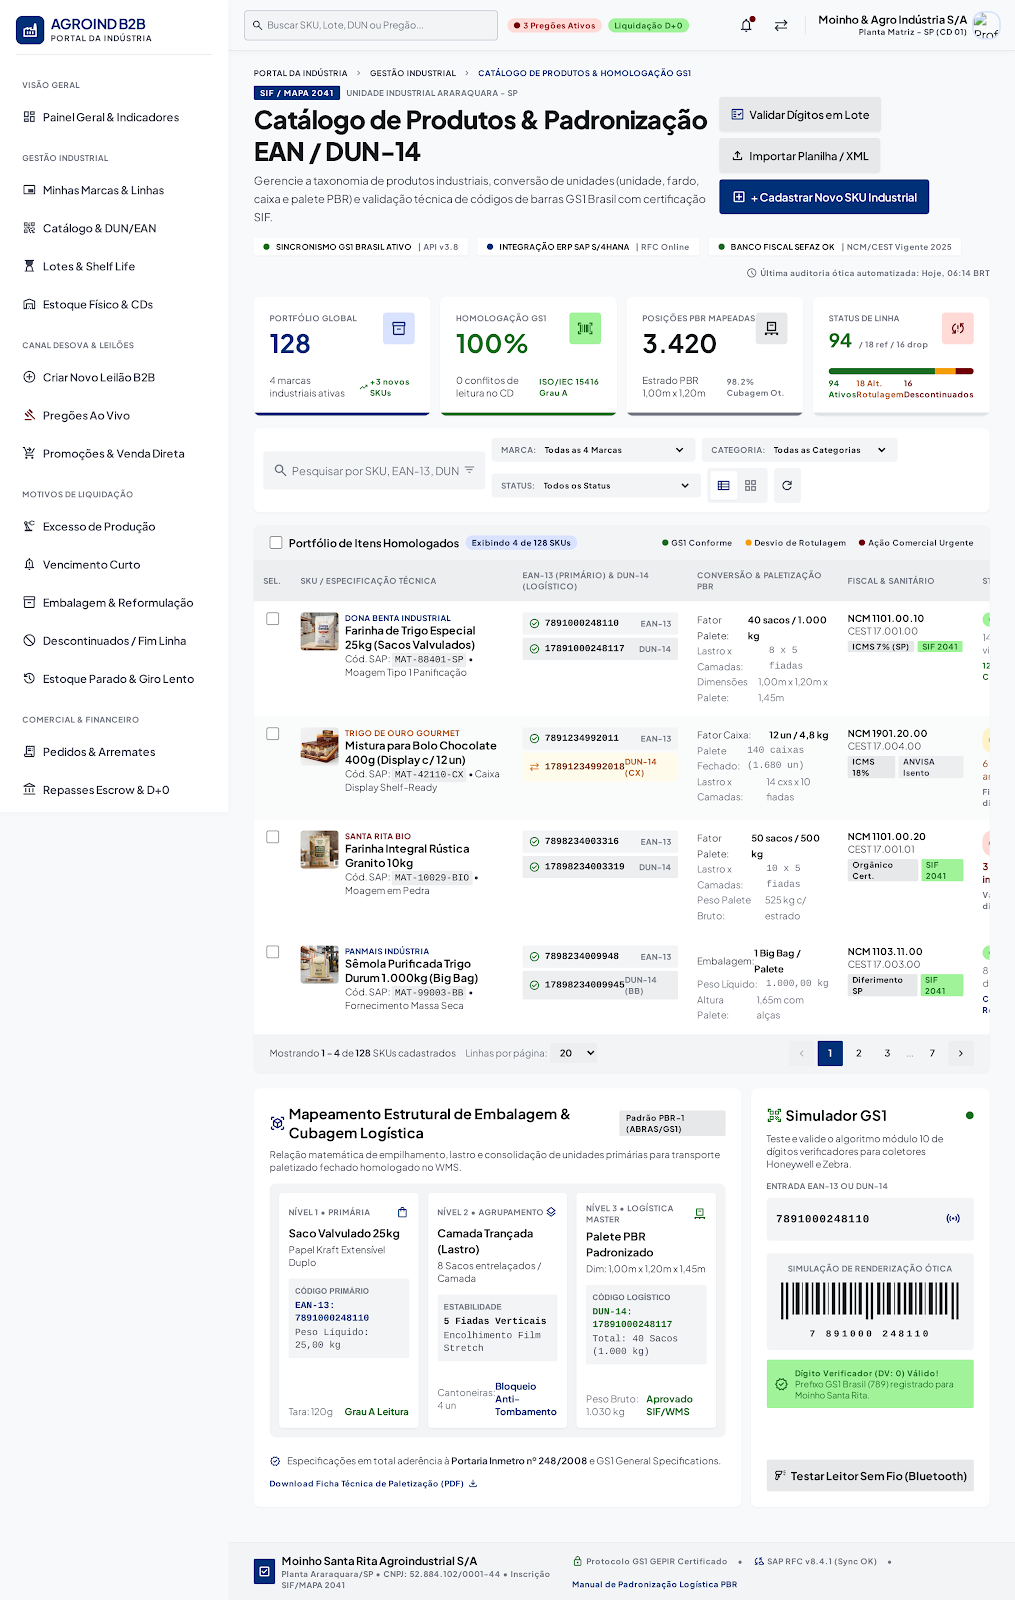 AGROIND B2B
PORTAL DA INDÚSTRIA
VISÃO GERAL
Painel Geral & Indicadores
GESTÃO INDUSTRIAL
Minhas Marcas & Linhas
Catálogo & DUN/EAN
Lotes & Shelf Life
Estoque Físico & CDs
CANAL DESOVA & LEILÕES
Criar Novo Leilão B2B
Pregões Ao Vivo
Promoções & Venda Direta
MOTIVOS DE LIQUIDAÇÃO
Excesso de Produção
Vencimento Curto
Embalagem & Reformulação
Descontinuados / Fim Linha
Estoque Parado & Giro Lento
COMERCIAL & FINANCEIRO
Pedidos & Arremates
Repasses Escrow & D+0
Buscar SKU, Lote, DUN ou Pregão...
3 Pregões Ativos
Liquidação D+0
Moinho & Agro Indústria S/A
Planta Matriz - SP (CD 01)
PORTAL DA INDÚSTRIA › GESTÃO INDUSTRIAL › CATÁLOGO DE PRODUTOS & HOMOLOGAÇÃO GS1
SIF / MAPA 2041 UNIDADE INDUSTRIAL ARARAQUARA - SP
Catálogo de Produtos & Padronização
EAN / DUN-14
Gerencie a taxonomia de produtos industriais, conversão de unidades (unidade, fardo,
caixa e palete PBR) e validação técnica de códigos de barras GS1 Brasil com certificação
SIF.
Validar Dígitos em Lote
Importar Planilha / XML
+ Cadastrar Novo SKU Industrial
SINCRONISMO GS1 BRASIL ATIVO | API v3.8
INTEGRAÇÃO ERP SAP S/4HANA | RFC Online
BANCO FISCAL SEFAZ OK | NCM/CEST Vigente 2025
Última auditoria ótica automatizada: Hoje, 06:14 BRT
PORTFÓLIO GLOBAL
128
4 marcas
industriais ativas
+3 novos
SKUs
HOMOLOGAÇÃO GS1
100%
0 conflitos de
leitura no CD
ISO/IEC 15416
Grau A
POSIÇÕES PBR MAPEADAS
3.420
Estrado PBR
1,00m x 1,20m
98.2%
Cubagem Ot.
STATUS DE LINHA
94 / 18 ref / 16 drop
94
Ativos
18 Alt.
Rotulagem
16
Descontinuados
Pesquisar por SKU, EAN-13, DUN
MARCA: Todas as 4 Marcas
CATEGORIA: Todas as Categorias
STATUS: Todos os Status
Portfólio de Itens Homologados
Exibindo 4 de 128 SKUs
GS1 Conforme
Desvio de Rotulagem
Ação Comercial Urgente
SEL.
SKU / ESPECIFICAÇÃO TÉCNICA
EAN-13 (PRIMÁRIO) & DUN-14
(LOGÍSTICO)
CONVERSÃO & PALETIZAÇÃO
PBR
FISCAL & SANITÁRIO
DONA BENTA INDUSTRIAL
Farinha de Trigo Especial
25kg (Sacos Valvulados)
Cód. SAP: MAT-88401-SP •
Moagem Tipo 1 Panificação
7891000248110 EAN-13
17891000248117 DUN-14
Fator
Palete:
40 sacos / 1.000
kg
Lastro x
Camadas:
8 x 5
fiadas
Dimensões
Palete:
1,00m x 1,20m x
1,45m
NCM 1101.00.10
CEST 17.001.00
ICMS 7% (SP)
SIF 2041
TRIGO DE OURO GOURMET
Mistura para Bolo Chocolate
400g (Display c/ 12 un)
Cód. SAP: MAT-42110-CX • Caixa
Display Shelf-Ready
7891234992011 EAN-13
17891234992018 DUN-14
(CX)
Fator Caixa: 12 un / 4,8 kg
Palete
Fechado:
140 caixas
(1.680 un)
Lastro x
Camadas:
14 cxs x 10
fiadas
NCM 1901.20.00
CEST 17.004.00
ICMS
18%
ANVISA
Isento
SANTA RITA BIO
Farinha Integral Rústica
Granito 10kg
Cód. SAP: MAT-10029-BIO •
Moagem em Pedra
7898234003316 EAN-13
17898234003319 DUN-14
Fator
Palete:
50 sacos / 500
kg
Lastro x
Camadas:
10 x 5
fiadas
Peso Palete
Bruto:
525 kg c/
estrado
NCM 1101.00.20
CEST 17.001.01
Orgânico
Cert.
SIF
2041
PANMAIS INDÚSTRIA
Sêmola Purificada Trigo
Durum 1.000kg (Big Bag)
Cód. SAP: MAT-99003-BB •
Fornecimento Massa Seca
7898234009948 EAN-13
17898234009945 DUN-14
(BB)
Embalagem:
1 Big Bag /
Palete
Peso Líquido: 1.000,00 kg
Altura
Palete:
1,65m com
alças
NCM 1103.11.00
CEST 17.003.00
Diferimento
SP
SIF
2041
Mostrando 1 - 4 de 128 SKUs cadastrados
Linhas por página: 20
‹ 1 2 3 ... 7 ›
Mapeamento Estrutural de Embalagem &
Cubagem Logística
Padrão PBR-1
(ABRAS/GS1)
Relação matemática de empilhamento, lastro e consolidação de unidades primárias para transporte
paletizado fechado homologado no WMS.
NÍVEL 1 • PRIMÁRIA
Saco Valvulado 25kg
Papel Kraft Extensível
Duplo
CÓDIGO PRIMÁRIO
EAN-13:
7891000248110
Peso Líquido:
25,00 kg
Tara: 120g
Grau A Leitura
NÍVEL 2 • AGRUPAMENTO
Camada Trançada
(Lastro)
8 Sacos entrelaçados /
Camada
ESTABILIDADE
5 Fiadas Verticais
Encolhimento Film
Stretch
Cantoneiras:
4 un
Bloqueio
Anti-
Tombamento
NÍVEL 3 • LOGÍSTICA
MASTER
Palete PBR
Padronizado
Dim: 1,00m x 1,20m x 1,45m
CÓDIGO LOGÍSTICO
DUN-14:
17891000248117
Total: 40 Sacos
(1.000 kg)
Peso Bruto:
1.030 kg
Aprovado
SIF/WMS
Especificações em total aderência à Portaria Inmetro nº 248/2008 e GS1 General Specifications.
Download Ficha Técnica de Paletização (PDF)
Simulador GS1
Teste e valide o algoritmo módulo 10 de
dígitos verificadores para coletores
Honeywell e Zebra.
ENTRADA EAN-13 OU DUN-14
7891000248110
SIMULAÇÃO DE RENDERIZAÇÃO ÓTICA
7 891000 248110
Dígito Verificador (DV: 0) Válido!
Prefixo GS1 Brasil (789) registrado para
Moinho Santa Rita.
Testar Leitor Sem Fio (Bluetooth)
Moinho Santa Rita Agroindustrial S/A
Planta Araraquara/SP • CNPJ: 52.884.102/0001-44 • Inscrição
SIF/MAPA 2041
Protocolo GS1 GEPIR Certificado •
SAP RFC v8.4.1 (Sync OK) •
Manual de Padronização Logística PBR